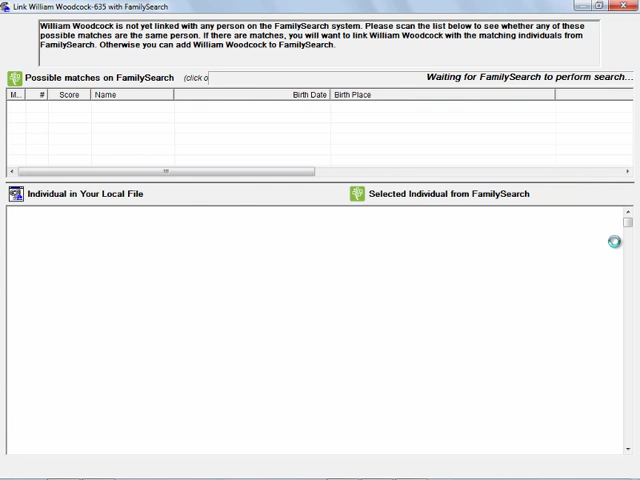 Link William Woodcock-635 with FamilySearch
William Woodcock is not yet linked with any person on the FamilySearch system. Please scan the list below to see whether any of these
possible matches are the same person. If there are matches, you will want to link William Woodcock with the matching individuals from
FamilySearch. Otherwise you can add William Woodcock to FamilySearch.
Possible matches on FamilySearch (click o Waiting for FamilySearch to perform search...
M... # Score Name Birth Date Birth Place
Individual in Your Local File Selected Individual from FamilySearch